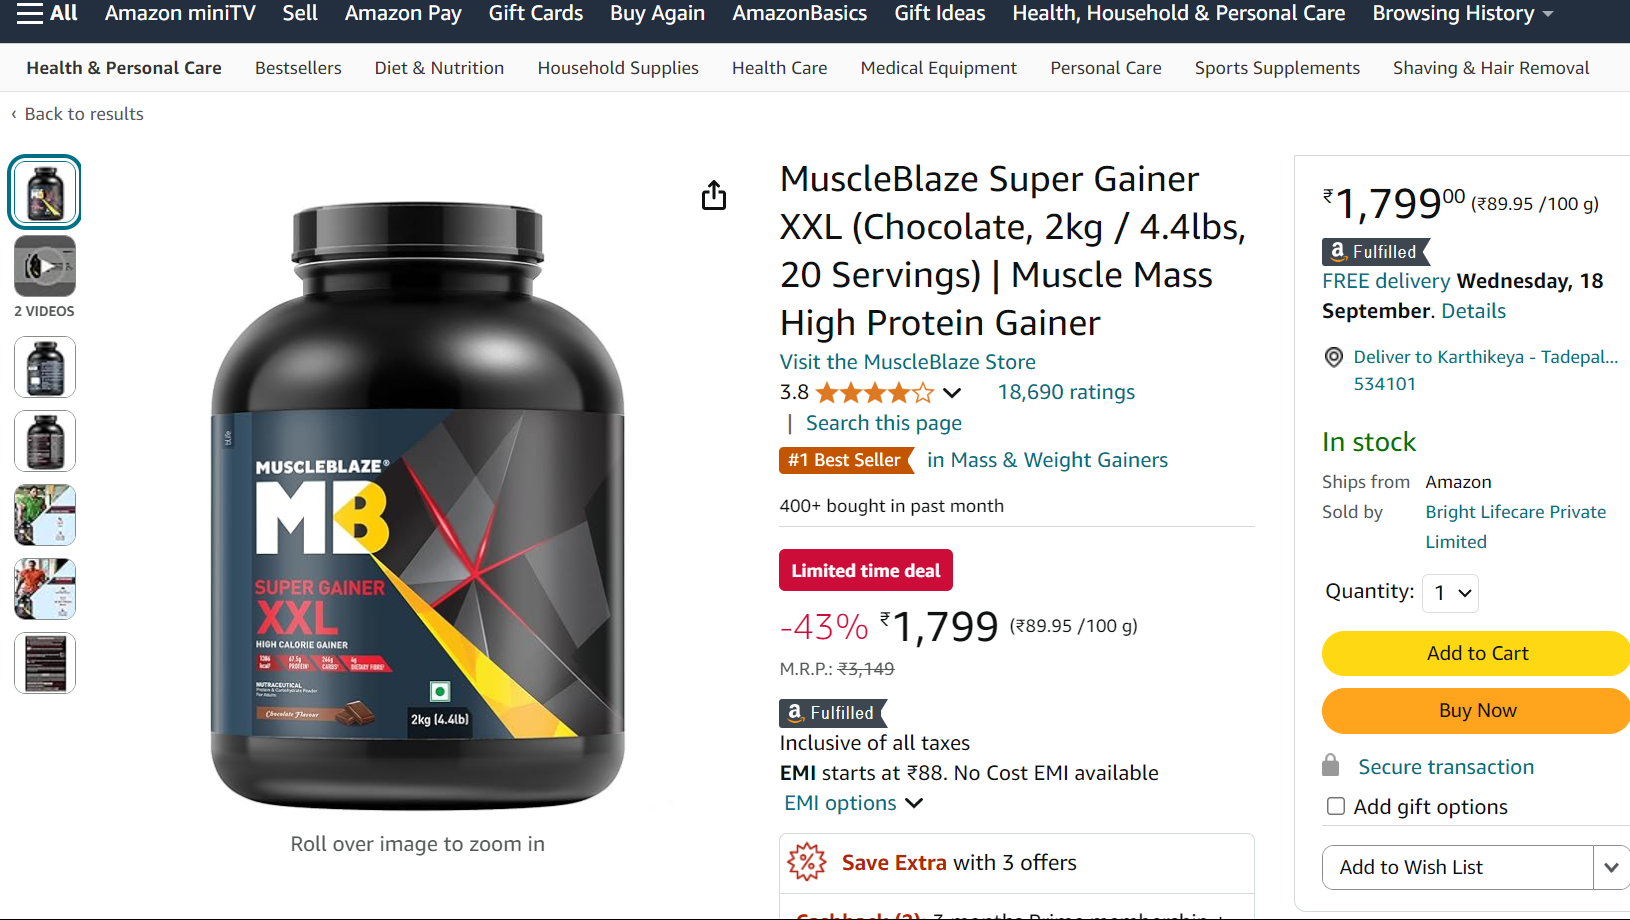 All Amazon miniTV Sell Amazon Pay Gift Cards Buy Again AmazonBasics Gift Ideas Health, Household & Personal Care Browsing History
Health & Personal Care Bestsellers Diet & Nutrition Household Supplies Health Care Medical Equipment Personal Care Sports Supplements Shaving & Hair Removal
‹ Back to results
2 VIDEOS
MUSCLEBLAZE®
MB
SUPER GAINER
XXL
HIGH CALORIE GAINER
PROTEIN
CARBS
DIETARY FIBRE
NUTRACEUTICAL
Protein & Carbohydrate Powder
For Adults
Chocolate Flavour
2kg (4.4lb)
Roll over image to zoom in
MuscleBlaze Super Gainer
XXL (Chocolate, 2kg / 4.4lbs,
20 Servings) | Muscle Mass
High Protein Gainer
Visit the MuscleBlaze Store
3.8 18,690 ratings
| Search this page
#1 Best Seller in Mass & Weight Gainers
400+ bought in past month
Limited time deal
-43% ₹1,799 (₹89.95 /100 g)
M.R.P.: ₹3,149
a Fulfilled
Inclusive of all taxes
EMI starts at ₹88. No Cost EMI available
EMI options
% Save Extra with 3 offers
₹1,79900 (₹89.95 /100 g)
a Fulfilled
FREE delivery Wednesday, 18
September. Details
Deliver to Karthikeya - Tadepal...
534101
In stock
Ships from Amazon
Sold by Bright Lifecare Private
Limited
Quantity: 1
Add to Cart
Buy Now
Secure transaction
Add gift options
Add to Wish List